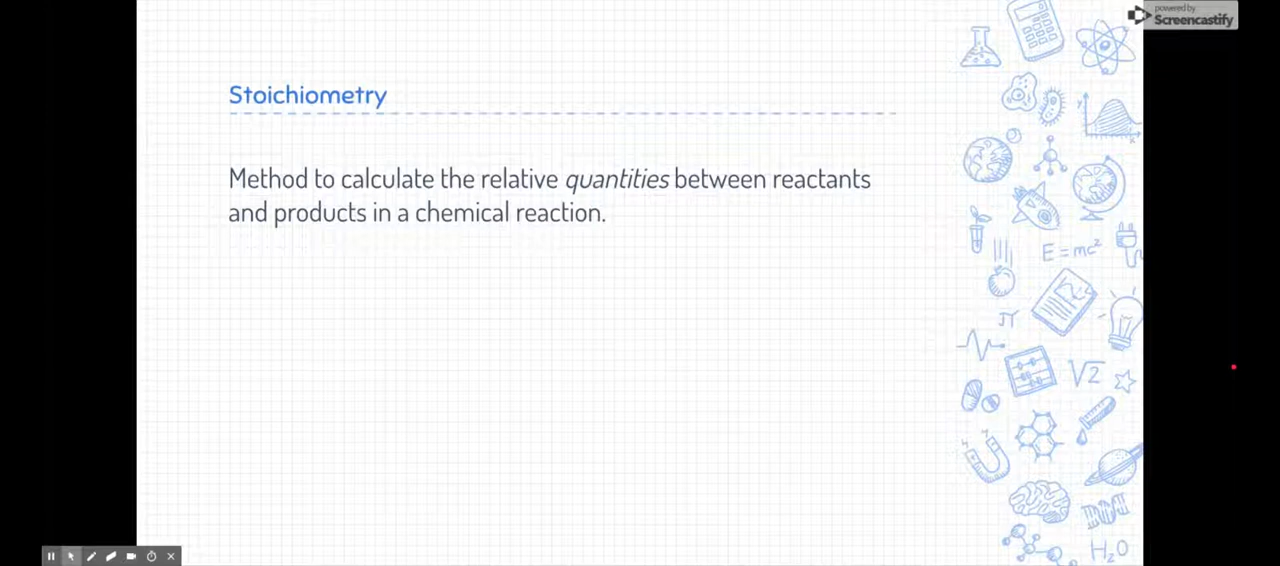 powered by
Screencastify
Stoichiometry
Method to calculate the relative quantities between reactants
and products in a chemical reaction.
E = mc²
π
√2
H₂O